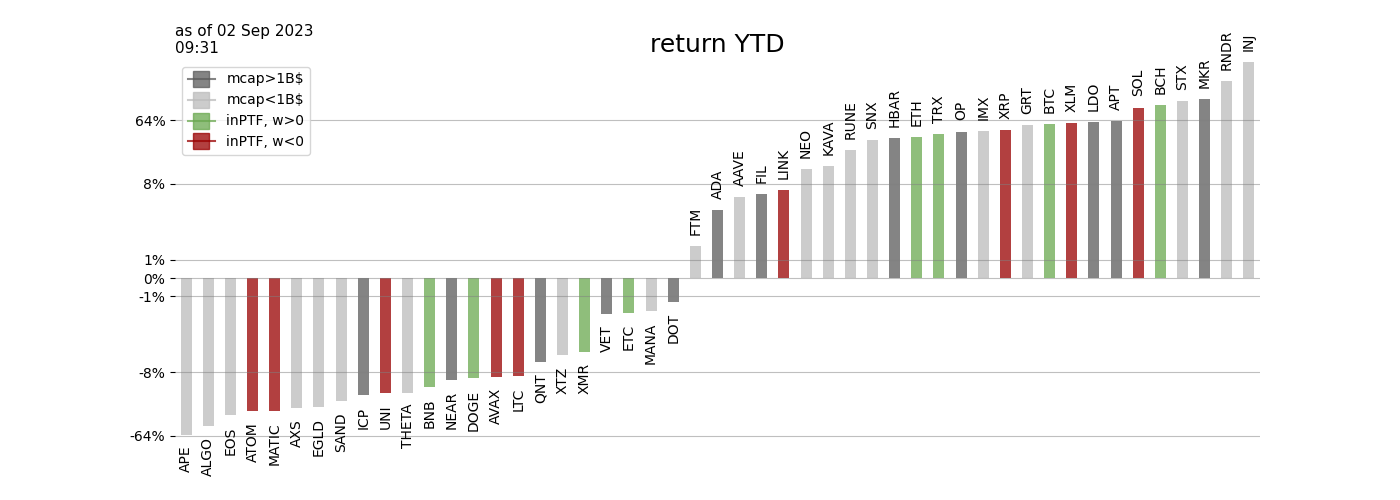 as of 02 Sep 2023
09:31
return YTD
mcap>1B$
mcap<1B$
inPTF, w>0
inPTF, w<0
64%
8%
1%
0%
-1%
-8%
-64%
APE
ALGO
EOS
ATOM
MATIC
AXS
EGLD
SAND
ICP
UNI
THETA
BNB
NEAR
DOGE
AVAX
LTC
QNT
XTZ
XMR
VET
ETC
MANA
DOT
FTM
ADA
AAVE
FIL
LINK
NEO
KAVA
RUNE
SNX
HBAR
ETH
TRX
OP
IMX
XRP
GRT
BTC
XLM
LDO
APT
SOL
BCH
STX
MKR
RNDR
INJ